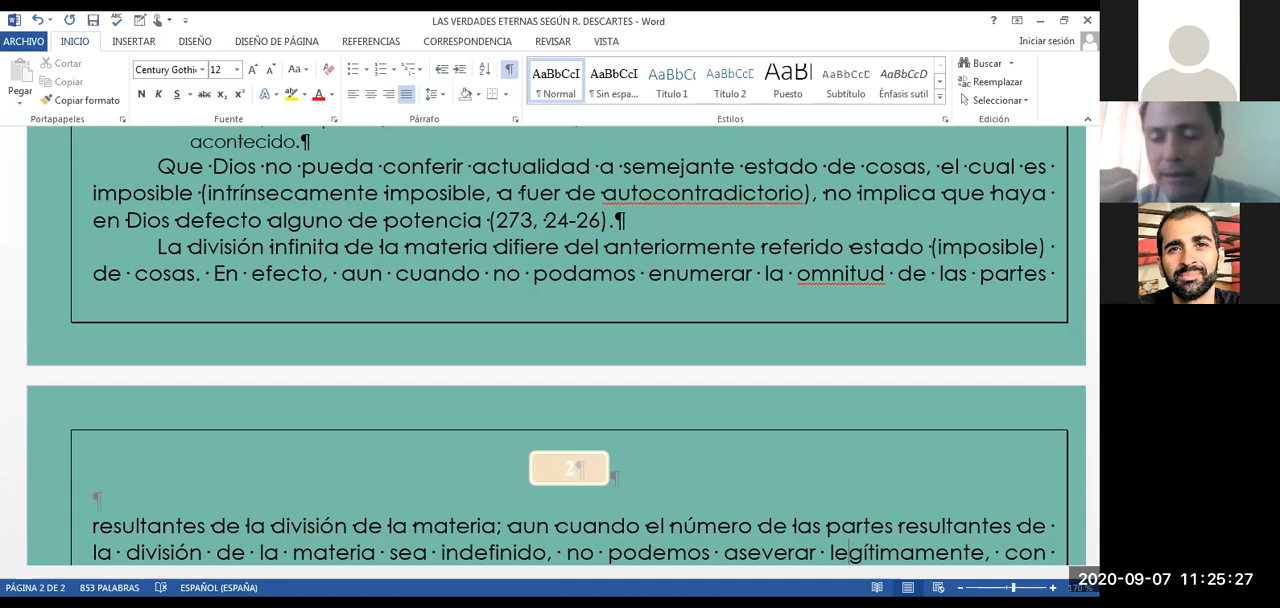 LAS VERDADES ETERNAS SEGÚN R. DESCARTES - Word
ARCHIVO INICIO INSERTAR DISEÑO DISEÑO DE PÁGINA REFERENCIAS CORRESPONDENCIA REVISAR VISTA Iniciar sesión
Pegar
Cortar
Copiar
Copiar formato
Century Gothi 12
N K S abc x₂ x²
AaBbCcI AaBbCcI AaBbCc AaBbCcC AaBl AaBbCcC AaBbCcD
¶ Normal ¶ Sin espa... Título 1 Título 2 Puesto Subtítulo Énfasis sutil
Buscar
Reemplazar
Seleccionar
Portapapeles Fuente Párrafo Estilos Edición
acontecido.¶
Que Dios no pueda conferir actualidad a semejante estado de cosas, el cual es
imposible (intrínsecamente imposible, a fuer de autocontradictorio), no implica que haya
en Dios defecto alguno de potencia (273, 24-26).¶
La división infinita de la materia difiere del anteriormente referido estado (imposible)
de cosas. En efecto, aun cuando no podamos enumerar la omnitud de las partes
2¶ ¶
¶
resultantes de la división de la materia; aun cuando el número de las partes resultantes de
la división de la materia sea indefinido, no podemos aseverar legítimamente, con
PÁGINA 2 DE 2 853 PALABRAS ESPAÑOL (ESPAÑA) 170 %
2020-09-07 11:25:27